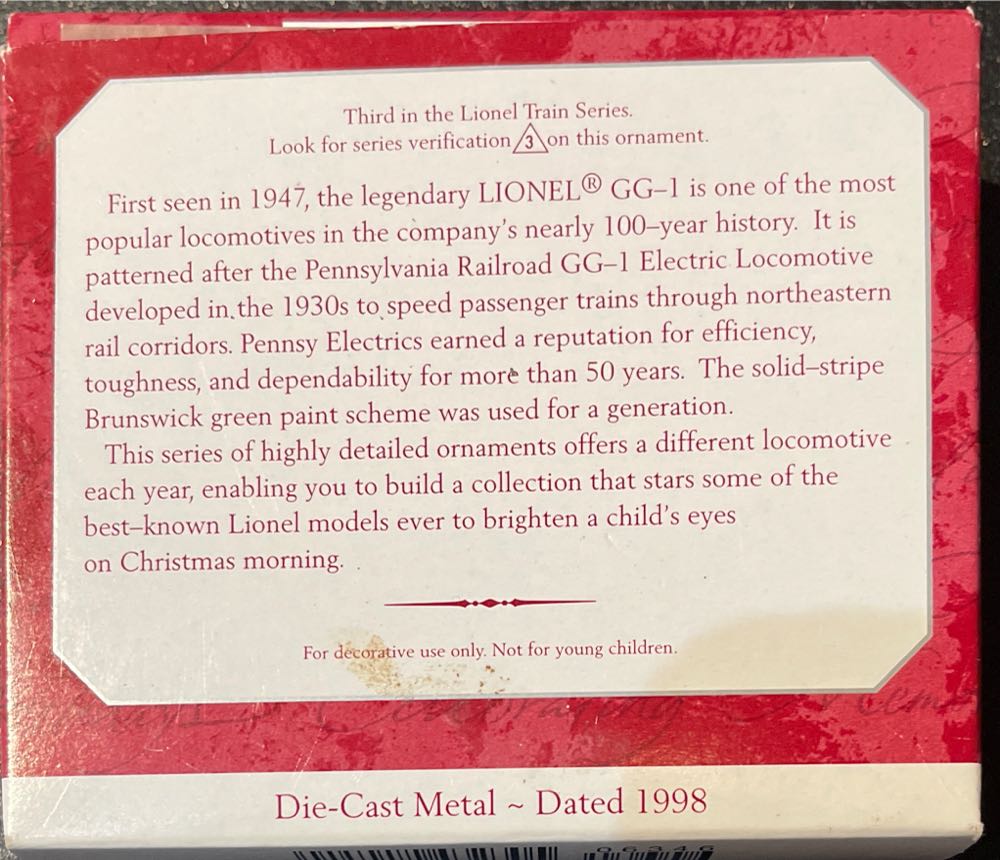 Third in the Lionel Train Series.
Look for series verification 3 on this ornament.
First seen in 1947, the legendary LIONEL® GG–1 is one of the most
popular locomotives in the company's nearly 100–year history. It is
patterned after the Pennsylvania Railroad GG–1 Electric Locomotive
developed in the 1930s to speed passenger trains through northeastern
rail corridors. Pennsy Electrics earned a reputation for efficiency,
toughness, and dependability for more than 50 years. The solid–stripe
Brunswick green paint scheme was used for a generation.
This series of highly detailed ornaments offers a different locomotive
each year, enabling you to build a collection that stars some of the
best–known Lionel models ever to brighten a child's eyes
on Christmas morning.
For decorative use only. Not for young children.
Die-Cast Metal ~ Dated 1998